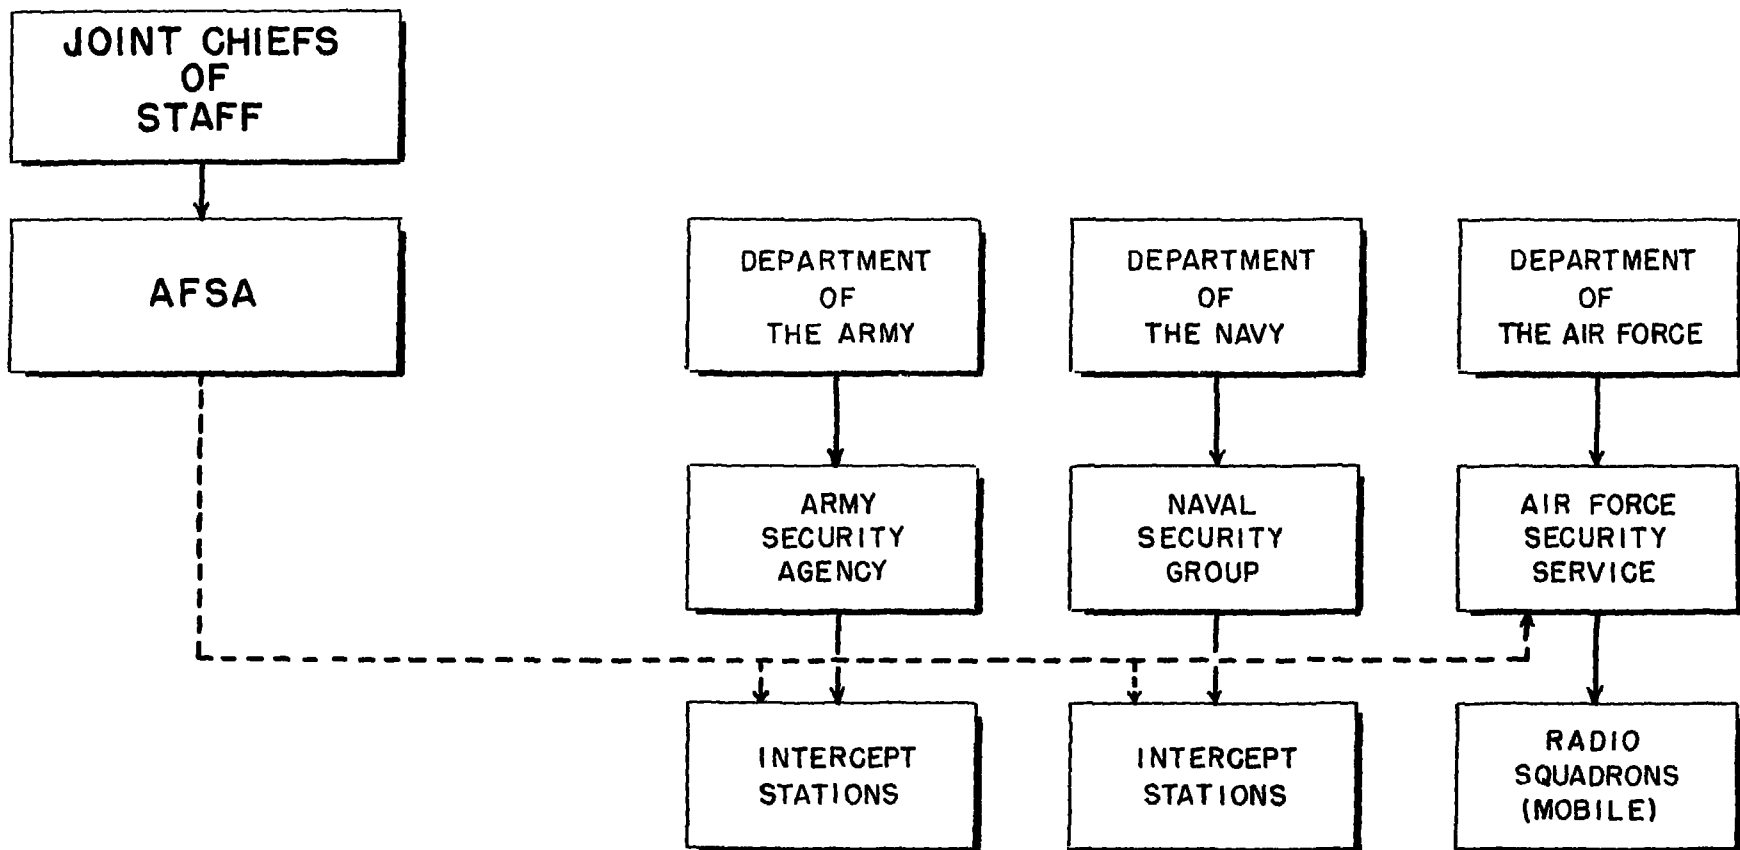 JOINT CHIEFS
OF
STAFF
AFSA
DEPARTMENT
OF
THE ARMY
DEPARTMENT
OF
THE NAVY
DEPARTMENT
OF
THE AIR FORCE
ARMY
SECURITY
AGENCY
NAVAL
SECURITY
GROUP
AIR FORCE
SECURITY
SERVICE
INTERCEPT
STATIONS
INTERCEPT
STATIONS
RADIO
SQUADRONS
(MOBILE)